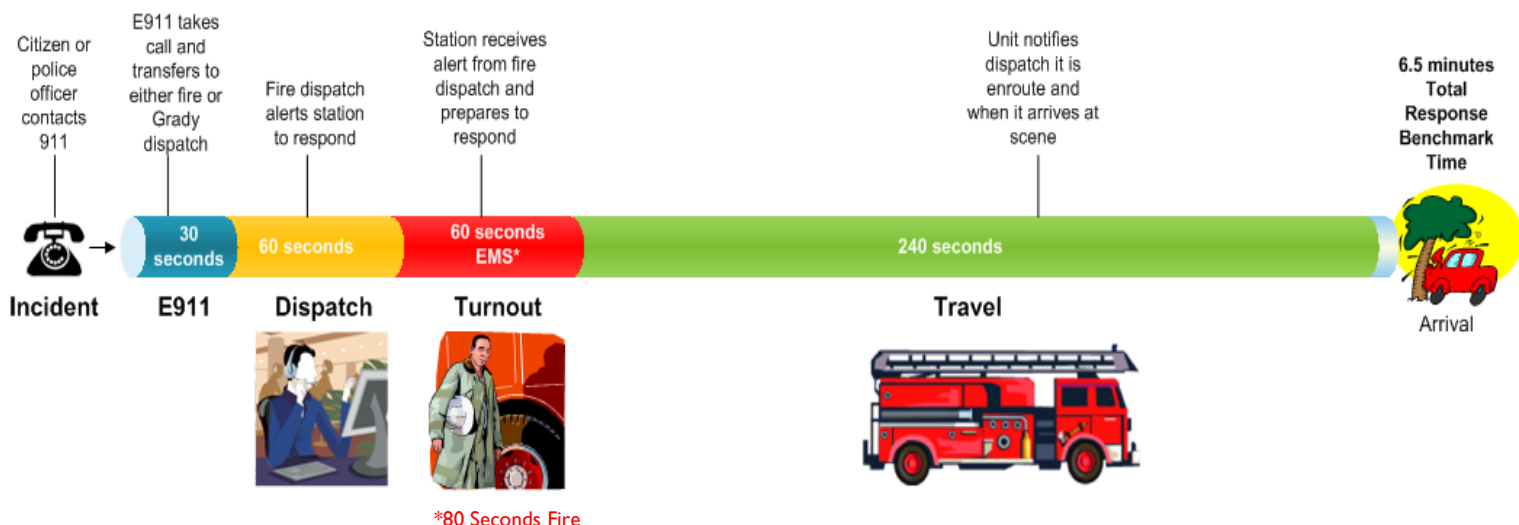 Citizen or
police
officer
contacts
911
E911 takes
call and
transfers to
either fire or
Grady
dispatch
Fire dispatch
alerts station
to respond
Station receives
alert from fire
dispatch and
prepares to
respond
Unit notifies
dispatch it is
enroute and
when it arrives at
scene
6.5 minutes
Total
Response
Benchmark
Time
30
seconds
60 seconds
60 seconds
EMS*
240 seconds
Incident
E911
Dispatch
Turnout
Travel
Arrival
*80 Seconds Fire